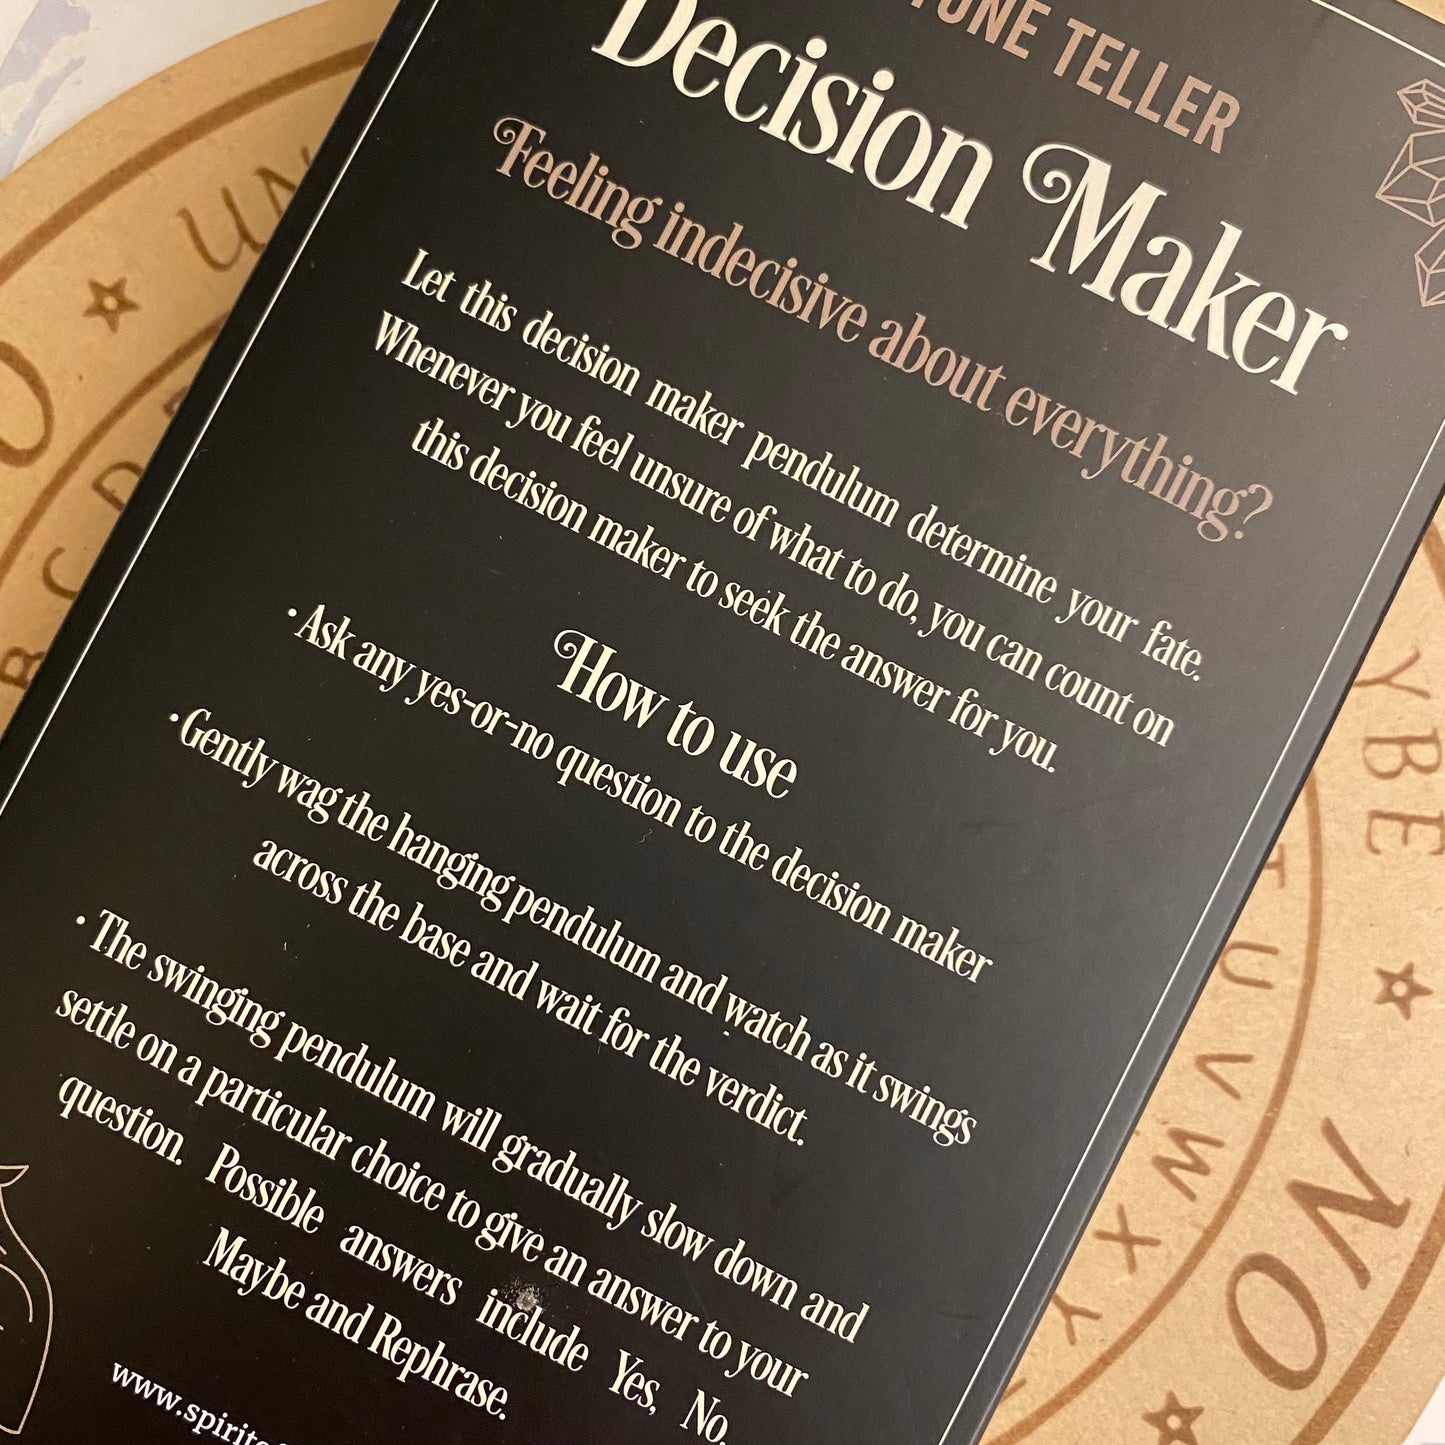 TELLER
Decision Maker
Feeling indecisive about everything?
Let this decision maker pendulum determine your fate.
Whenever you feel unsure of what to do, you can count on
this decision maker to seek the answer for you.
How to use
• Ask any yes-or-no question to the decision maker
• Gently wag the hanging pendulum and watch as it swings
across the base and wait for the verdict.
• The swinging pendulum will gradually slow down and
settle on a particular choice to give an answer to your
question. Possible answers include Yes, No,
Maybe and Rephrase.
UN
O
B C D
YBE
T U V W X Y
NO